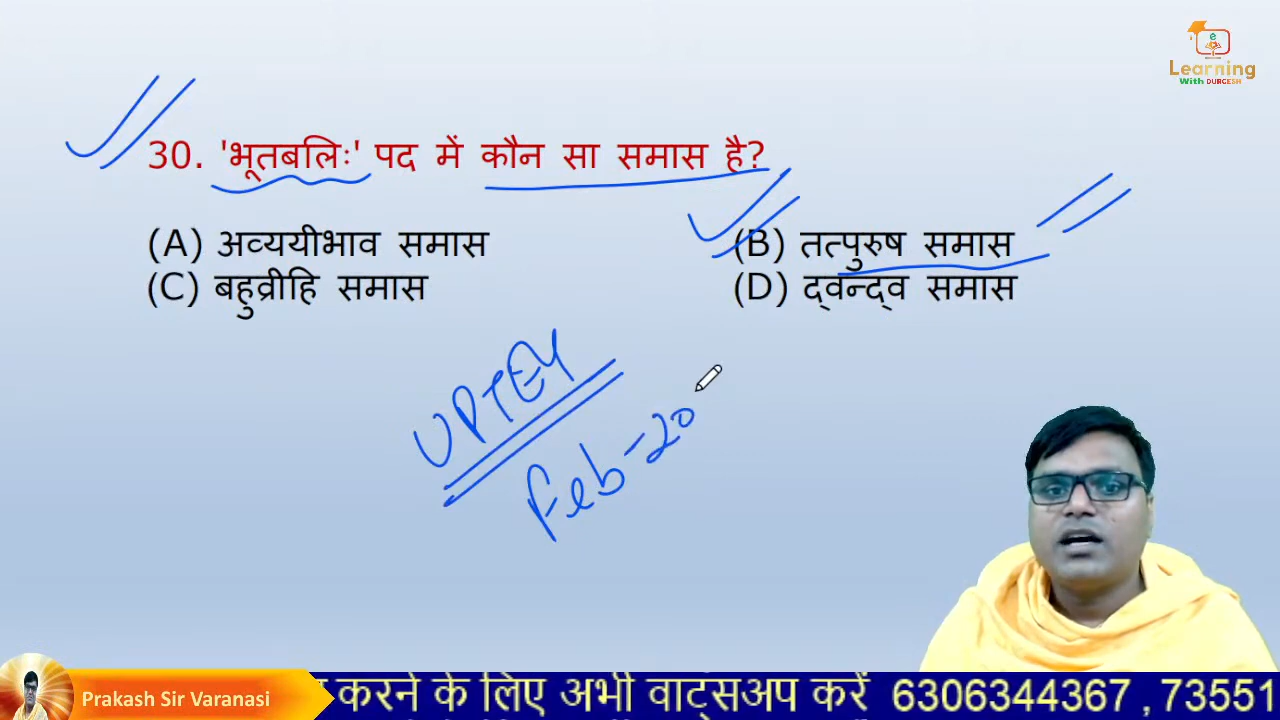 Learning
With DURGESH
30. 'भूतबलिः' पद में कौन सा समास है?
(A) अव्ययीभाव समास
(B) तत्पुरुष समास
(C) बहुव्रीहि समास
(D) द्वन्द्व समास
Feb-20
Prakash Sir Varanasi
करने के लिए अभी वाट्सअप करें 6306344367 , 73551